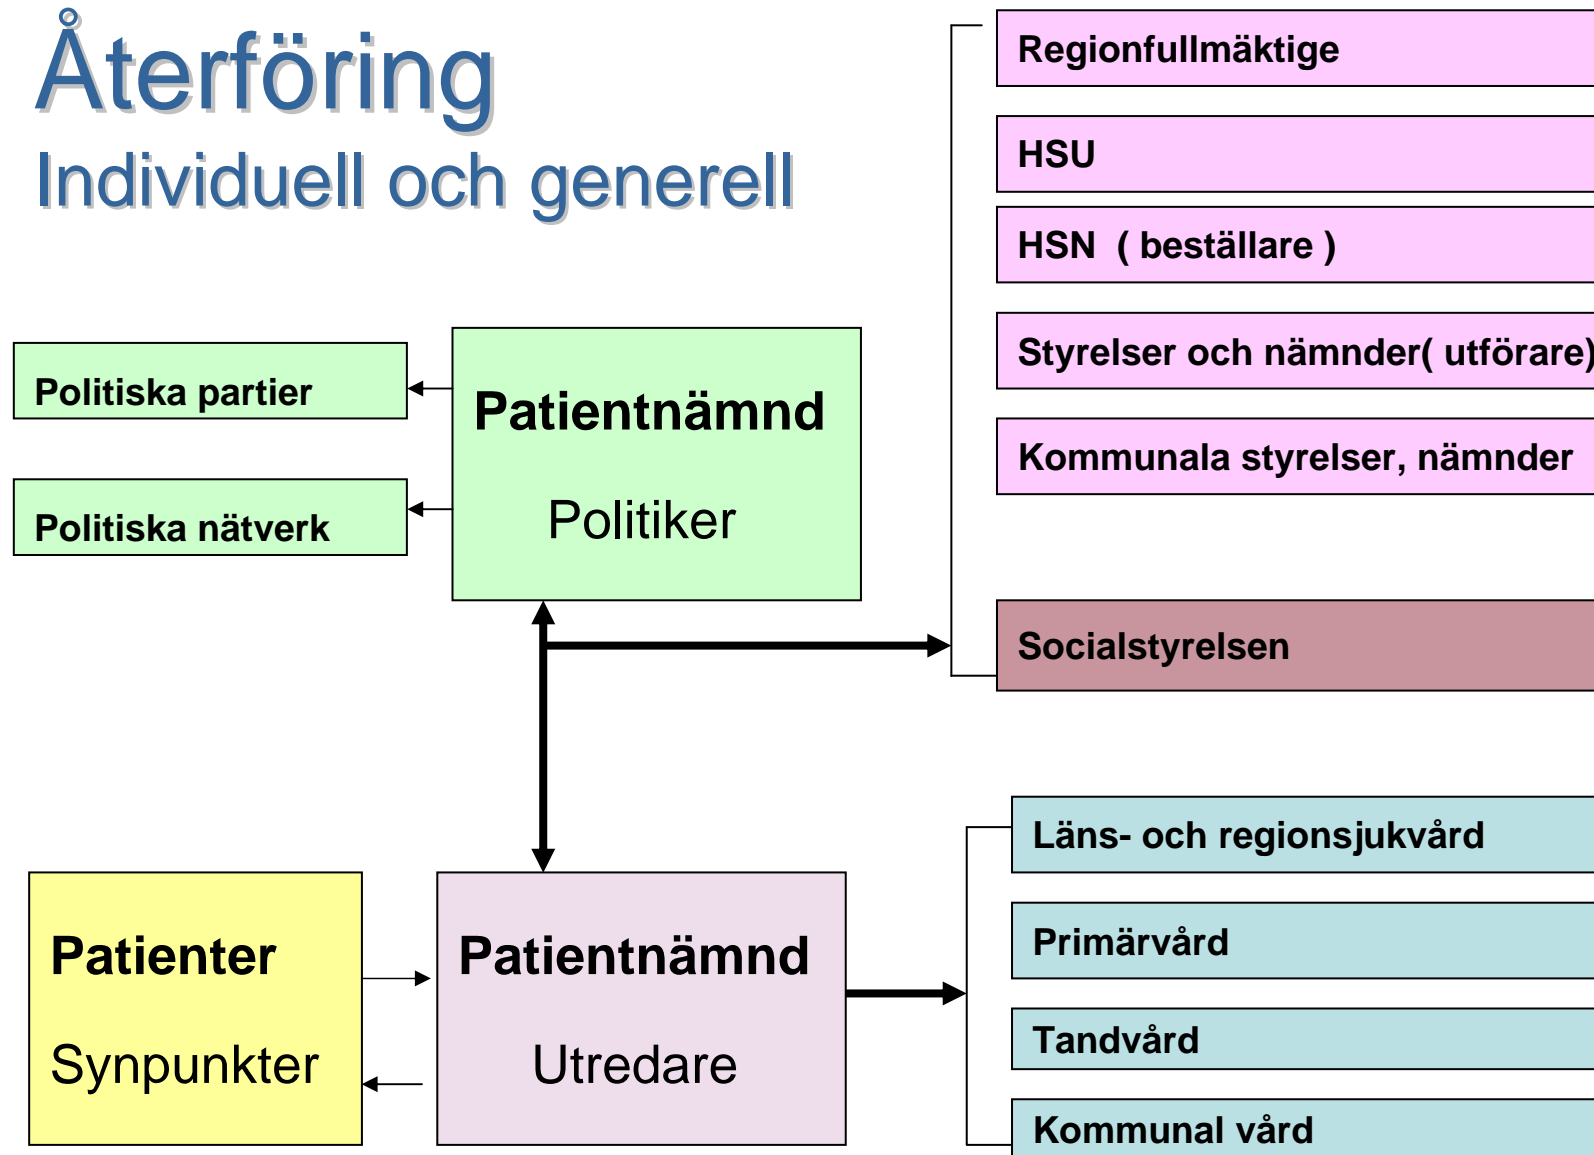 Återföring
Individuell och generell
Regionfullmäktige
HSU
HSN ( beställare )
Styrelser och nämnder( utförare)
Kommunala styrelser, nämnder
Socialstyrelsen
Politiska partier
Politiska nätverk
Patientnämnd
Politiker
Patienter
Synpunkter
Patientnämnd
Utredare
Läns- och regionsjukvård
Primärvård
Tandvård
Kommunal vård